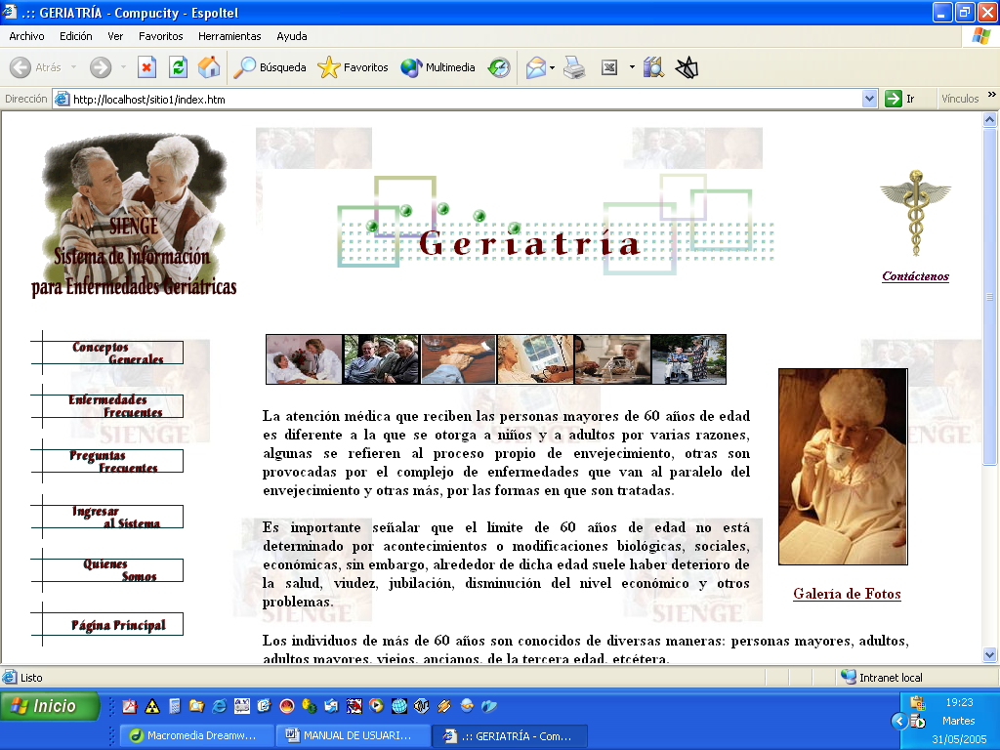 .:: GERIATRÍA - Compucity - Espoltel
Archivo Edición Ver Favoritos Herramientas Ayuda
Atrás Búsqueda Favoritos Multimedia
Dirección http://localhost/sitio1/index.htm Ir Vínculos »
SIENGE
Sistema de Información
para Enfermedades Geriátricas
Geriatría
Contáctenos
Conceptos
Generales
Enfermedades
Frecuentes
Preguntas
Frecuentes
Ingresar
al Sistema
Quienes
Somos
Página Principal
La atención médica que reciben las personas mayores de 60 años de edad
es diferente a la que se otorga a niños y a adultos por varias razones,
algunas se refieren al proceso propio de envejecimiento, otras son
provocadas por el complejo de enfermedades que van al paralelo del
envejecimiento y otras más, por las formas en que son tratadas.
Es importante señalar que el límite de 60 años de edad no está
determinado por acontecimientos o modificaciones biológicas, sociales,
económicas, sin embargo, alrededor de dicha edad suele haber deterioro de
la salud, viudez, jubilación, disminución del nivel económico y otros
problemas.
Los individuos de más de 60 años son conocidos de diversas maneras: personas mayores, adultos,
adultos mayores, viejos, ancianos, de la tercera edad, etcétera.
Galería de Fotos
SIENGE
SIENGE
SIENGE
SIENGE
SIENGE
Listo Intranet local
Inicio
Macromedia Dreamw...
MANUAL DE USUARI...
.:: GERIATRÍA - Com...
19:23
Martes
31/05/2005